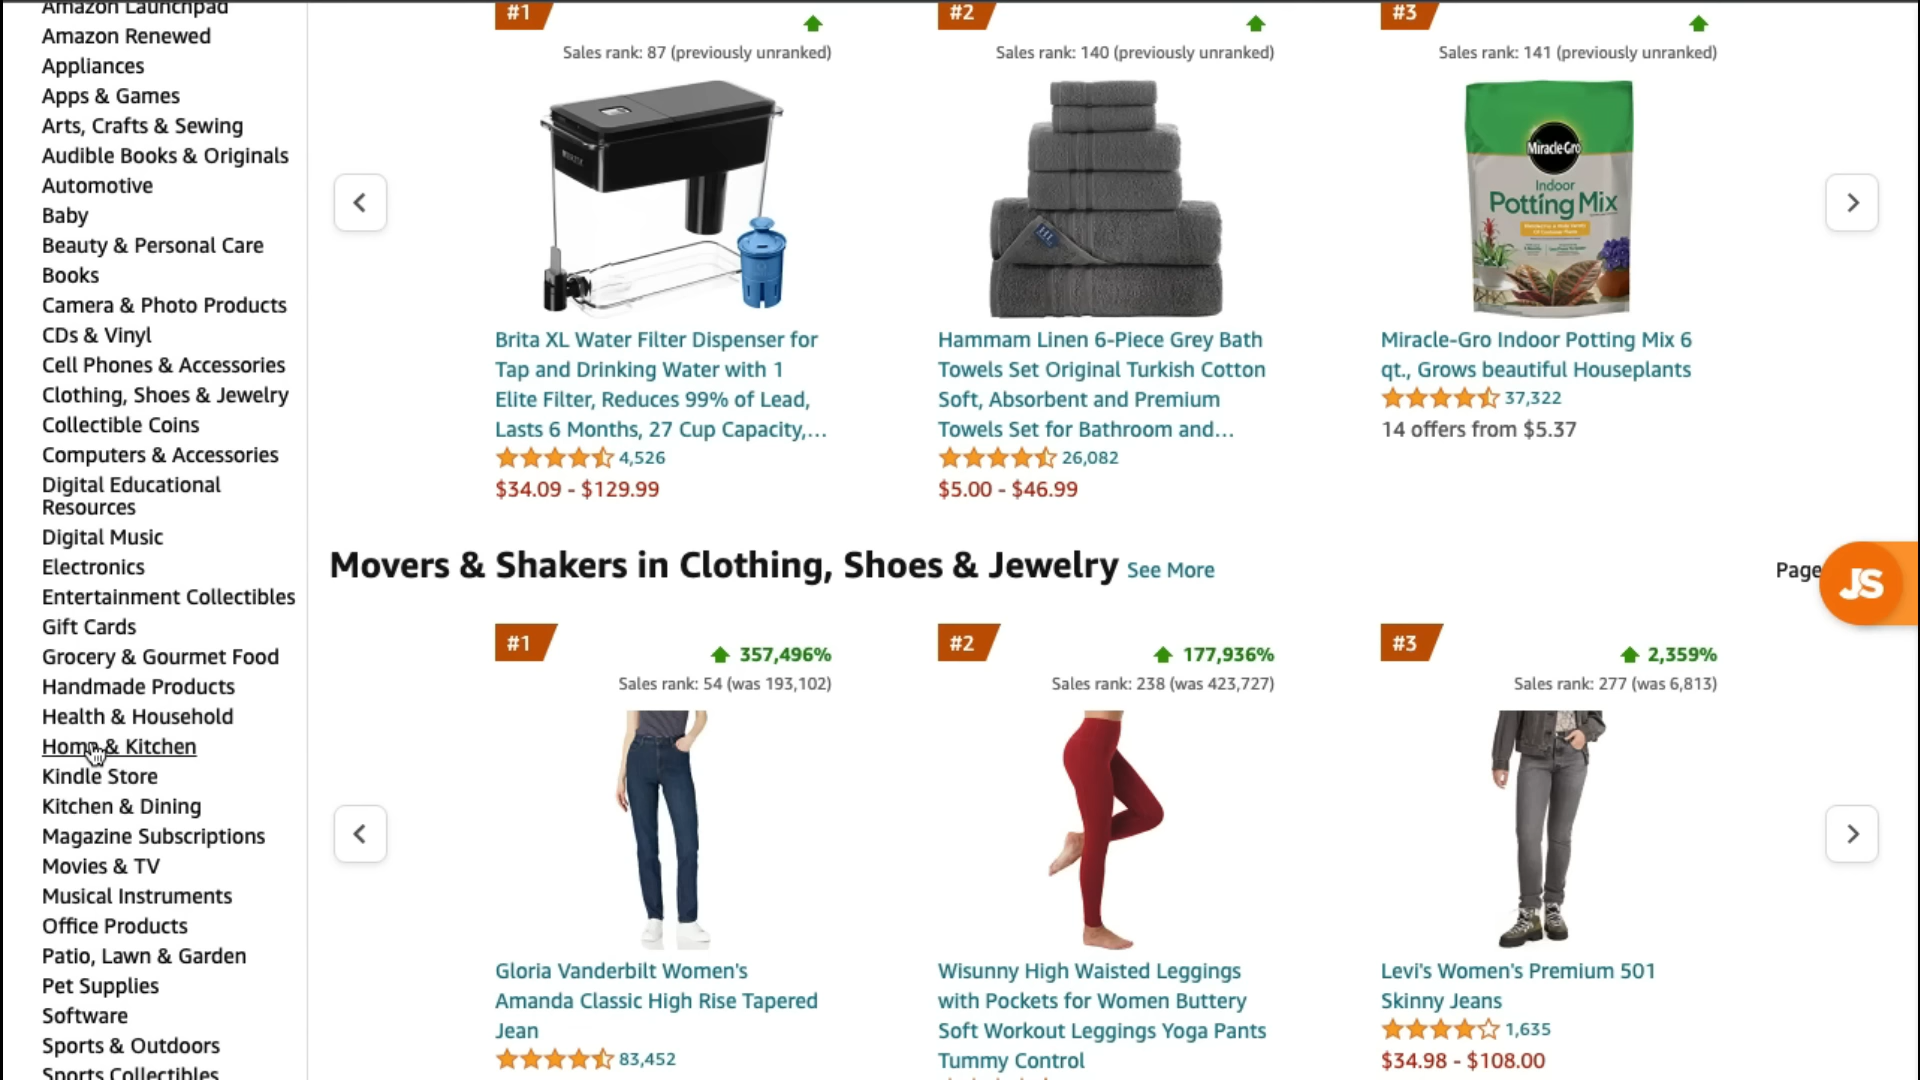 Amazon Launchpad
Amazon Renewed
Appliances
Apps & Games
Arts, Crafts & Sewing
Audible Books & Originals
Automotive
Baby
Beauty & Personal Care
Books
Camera & Photo Products
CDs & Vinyl
Cell Phones & Accessories
Clothing, Shoes & Jewelry
Collectible Coins
Computers & Accessories
Digital Educational
Resources
Digital Music
Electronics
Entertainment Collectibles
Gift Cards
Grocery & Gourmet Food
Handmade Products
Health & Household
Home & Kitchen
Kindle Store
Kitchen & Dining
Magazine Subscriptions
Movies & TV
Musical Instruments
Office Products
Patio, Lawn & Garden
Pet Supplies
Software
Sports & Outdoors
Sports Collectibles
#1
Sales rank: 87 (previously unranked)
Brita XL Water Filter Dispenser for
Tap and Drinking Water with 1
Elite Filter, Reduces 99% of Lead,
Lasts 6 Months, 27 Cup Capacity,...
4,526
$34.09 - $129.99
#2
Sales rank: 140 (previously unranked)
Hammam Linen 6-Piece Grey Bath
Towels Set Original Turkish Cotton
Soft, Absorbent and Premium
Towels Set for Bathroom and...
26,082
$5.00 - $46.99
#3
Sales rank: 141 (previously unranked)
Miracle-Gro
Indoor
Potting Mix
Miracle-Gro Indoor Potting Mix 6
qt., Grows beautiful Houseplants
37,322
14 offers from $5.37
Movers & Shakers in Clothing, Shoes & Jewelry See More
Page
JS
#1
357,496%
Sales rank: 54 (was 193,102)
Gloria Vanderbilt Women's
Amanda Classic High Rise Tapered
Jean
83,452
#2
177,936%
Sales rank: 238 (was 423,727)
Wisunny High Waisted Leggings
with Pockets for Women Buttery
Soft Workout Leggings Yoga Pants
Tummy Control
#3
2,359%
Sales rank: 277 (was 6,813)
Levi's Women's Premium 501
Skinny Jeans
1,635
$34.98 - $108.00